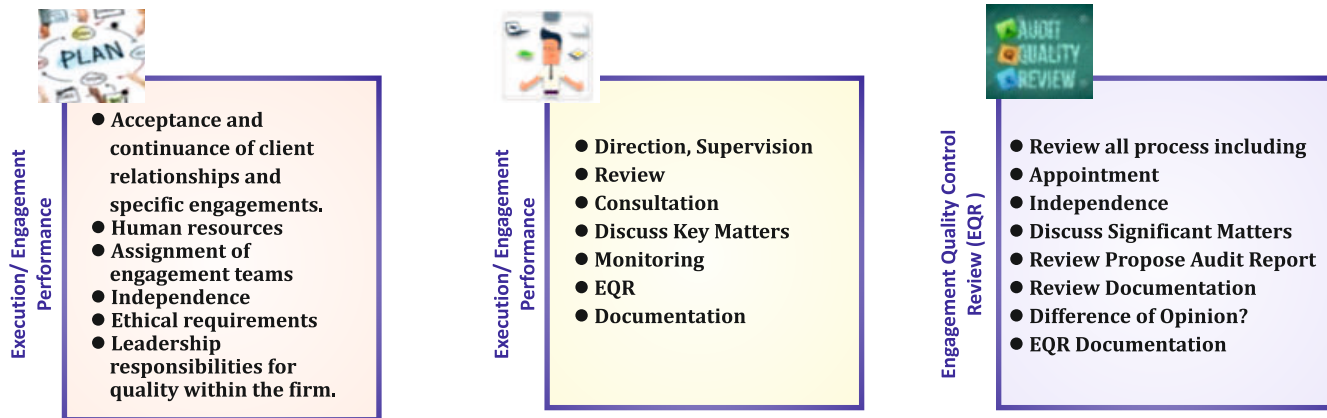 PLAN
Execution/ Engagement
Performance
● Acceptance and
continuance of client
relationships and
specific engagements.
● Human resources
● Assignment of
engagement teams
● Independence
● Ethical requirements
● Leadership
responsibilities for
quality within the firm.
Execution/ Engagement
Performance
● Direction, Supervision
● Review
● Consultation
● Discuss Key Matters
● Monitoring
● EQR
● Documentation
AUDIT
QUALITY
REVIEW
Engagement Quality Control
Review (EQR )
● Review all process including
● Appointment
● Independence
● Discuss Significant Matters
● Review Propose Audit Report
● Review Documentation
● Difference of Opinion?
● EQR Documentation